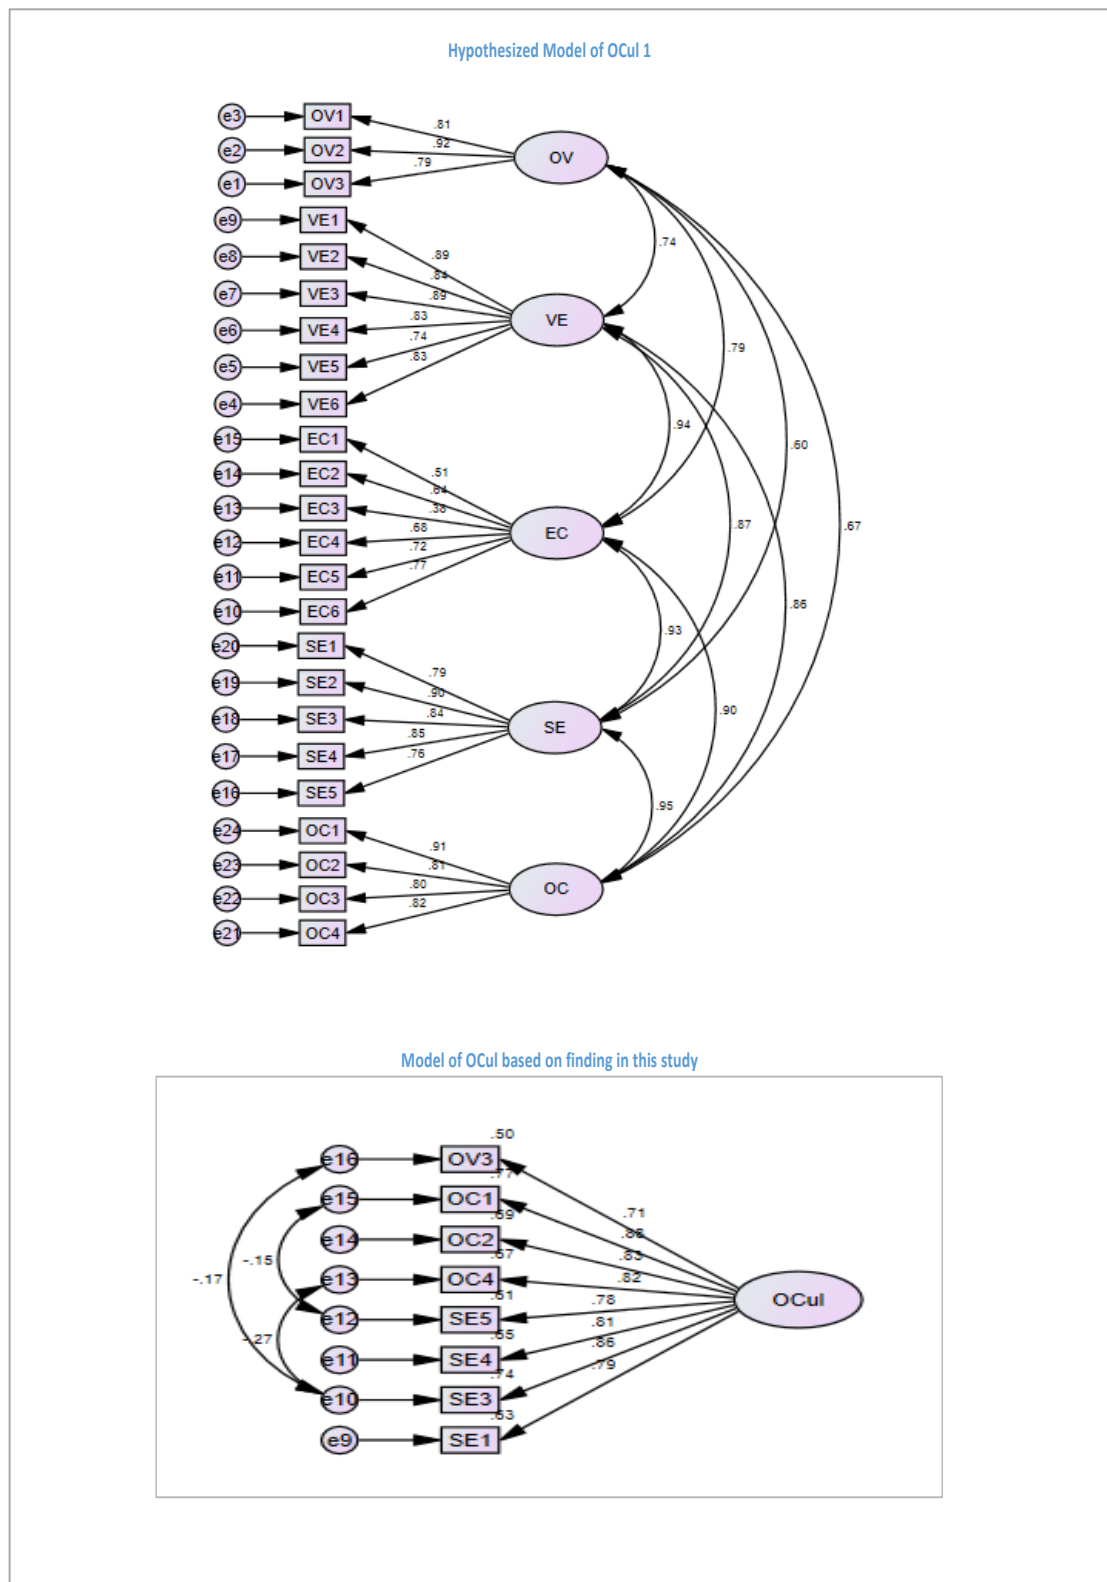 Hypothesized Model of OCul 1
e3 OV1 .81
e2 OV2 .92 OV
e1 OV3 .79
e9 VE1 .89
e8 VE2 .84 .74
e7 VE3 .89
e6 VE4 .83 VE
e5 VE5 .74 .79
e4 VE6 .83
e15 EC1 .51 .94 .60
e14 EC2 .64
e13 EC3 .38
e12 EC4 .68 EC .87 .67
e11 EC5 .72
e10 EC6 .77 .86
e20 SE1 .79 .93
e19 SE2 .90
e18 SE3 .84 SE .90
e17 SE4 .85
e16 SE5 .76
e24 OC1 .91 .95
e23 OC2 .81
e22 OC3 .80 OC
e21 OC4 .82
Model of OCul based on finding in this study
.50
e16 OV3
.77
e15 OC1 .71
.69 .88
e14 OC2 .83
-.15 .67
-.17 e13 OC4 .82
.61 OCul
e12 SE5 .78
-.27 .65 .81
e11 SE4 .86
.74 .79
e10 SE3
.63
e9 SE1